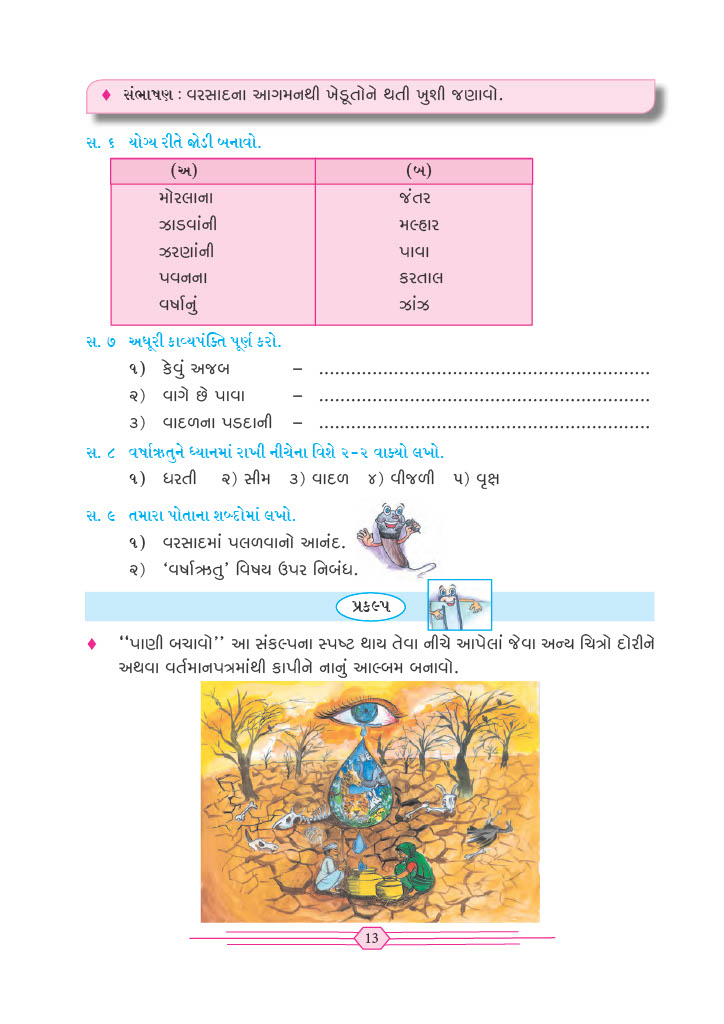 ♦ સંભાષણ : વરસાદના આગમનથી ખેડૂતોને થતી ખુશી જણાવો.
સ. ૬ યોગ્ય રીતે જોડી બનાવો.
(અ) (બ)
મોરલાના જંતર
ઝાડવાંની મલ્હાર
ઝરણાંની પાવા
પવનના કરતાલ
વર્ષાનું ઝાંઝ
સ. ૭ અધૂરી કાવ્યપંક્તિ પૂર્ણ કરો.
૧) કેવું અજબ – ..............................................................
૨) વાગે છે પાવા – ..............................................................
૩) વાદળના પડદાની – ..............................................................
સ. ૮ વર્ષાઋતુને ધ્યાનમાં રાખી નીચેના વિશે ૨-૨ વાક્યો લખો.
૧) ધરતી ૨) સીમ ૩) વાદળ ૪) વીજળી ૫) વૃક્ષ
સ. ૯ તમારા પોતાના શબ્દોમાં લખો.
૧) વરસાદમાં પલળવાનો આનંદ.
૨) ‘વર્ષાઋતુ’ વિષય ઉપર નિબંધ.
પ્રકલ્પ
♦ ‘‘પાણી બચાવો’’ આ સંકલ્પના સ્પષ્ટ થાય તેવા નીચે આપેલાં જેવા અન્ય ચિત્રો દોરીને
અથવા વર્તમાનપત્રમાંથી કાપીને નાનું આલ્બમ બનાવો.
13